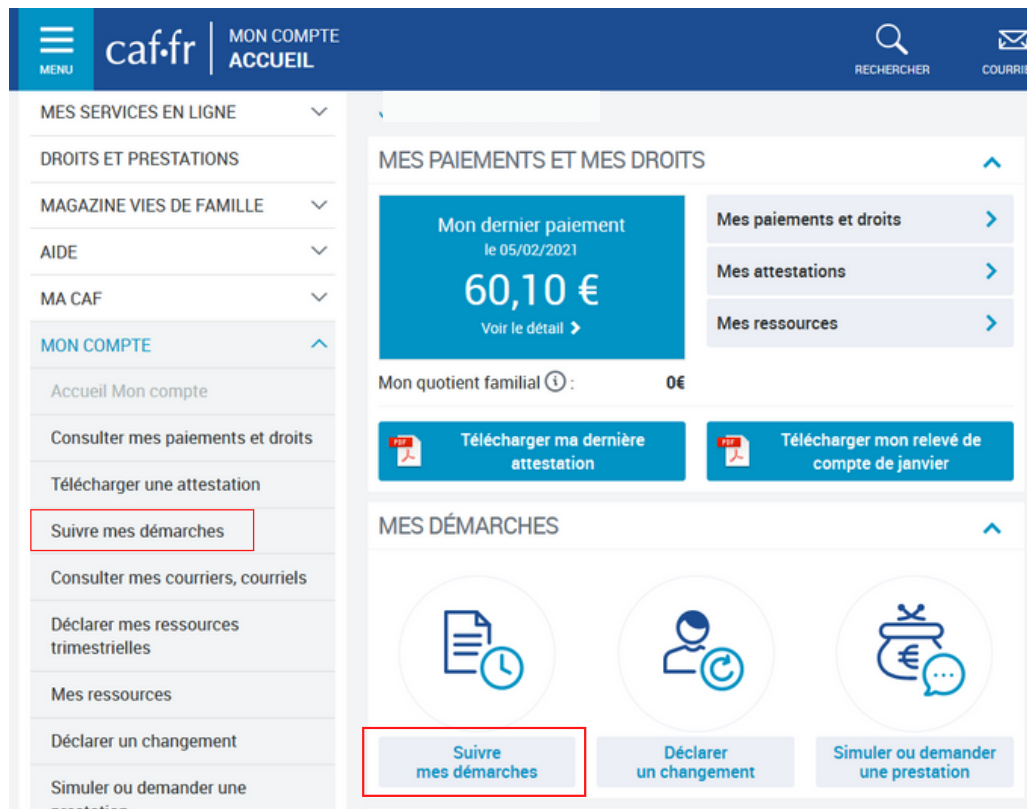 MENU
caf.fr
MON COMPTE
ACCUEIL
RECHERCHER
MES SERVICES EN LIGNE
DROITS ET PRESTATIONS
MAGAZINE VIES DE FAMILLE
AIDE
MA CAF
MON COMPTE
Accueil Mon compte
Consulter mes paiements et droits
Télécharger une attestation
Suivre mes démarches
Consulter mes courriers, courriels
Déclarer mes ressources
trimestrielles
Mes ressources
Déclarer un changement
Simuler ou demander une
MES PAIEMENTS ET MES DROITS
Mon dernier paiement
le 05/02/2021
60,10 €
Voir le détail
Mes paiements et droits
Mes attestations
Mes ressources
Mon quotient familial i :
0€
PDF
Télécharger ma dernière
attestation
PDF
Télécharger mon relevé de
compte de janvier
MES DÉMARCHES
Suivre
mes démarches
Déclarer
un changement
€
Simuler ou demander
une prestation